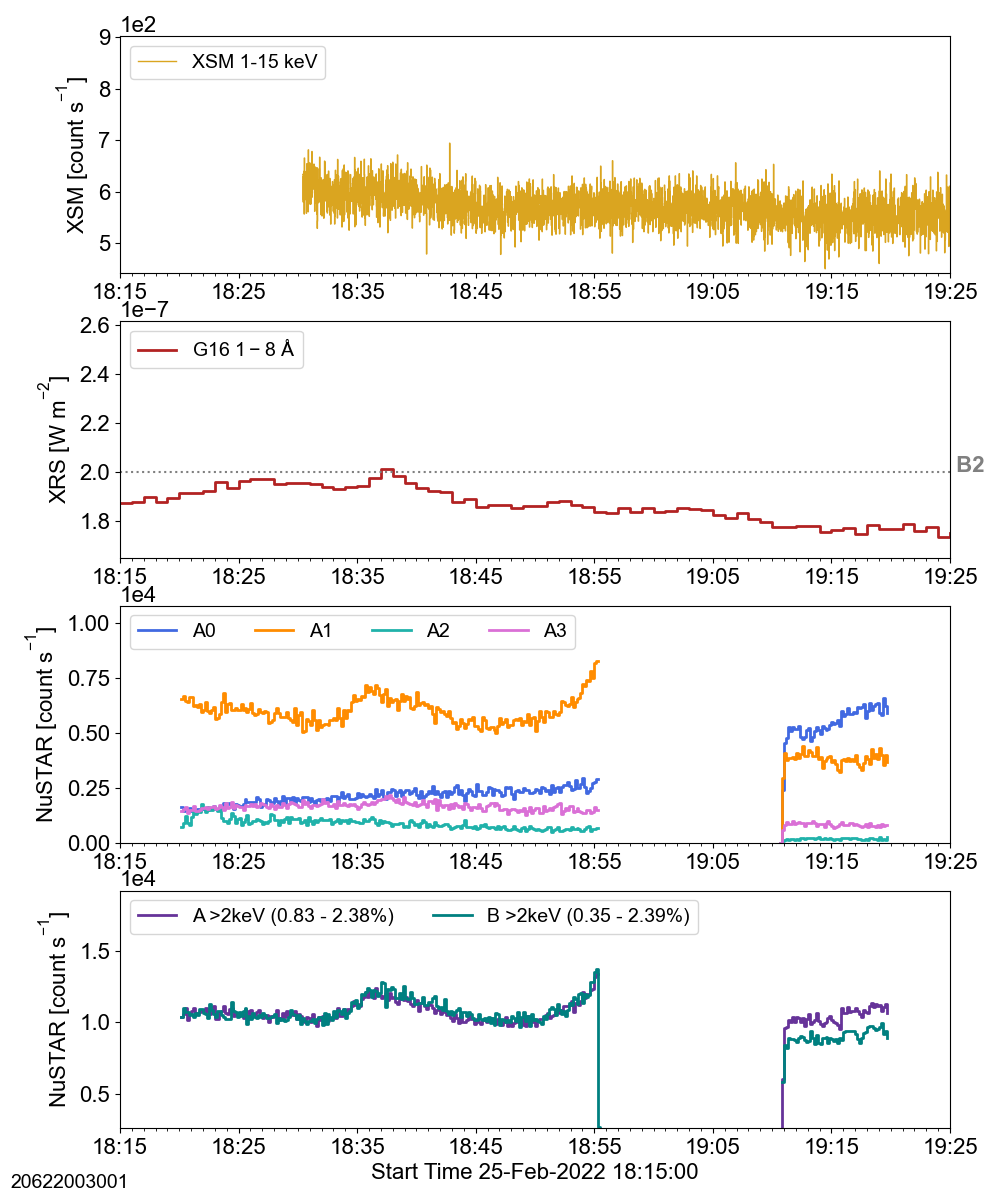 1e2
XSM 1-15 keV
XSM [count s⁻¹]
9
8
7
6
5
18:15 18:25 18:35 18:45 18:55 19:05 19:15 19:25
1e−7
G16 1 − 8 Å
XRS [W m⁻²]
2.6
2.4
2.2
2.0
1.8
B2
18:15 18:25 18:35 18:45 18:55 19:05 19:15 19:25
1e4
A0 A1 A2 A3
NuSTAR [count s⁻¹]
1.00
0.75
0.50
0.25
0.00
18:15 18:25 18:35 18:45 18:55 19:05 19:15 19:25
1e4
A >2keV (0.83 - 2.38%) B >2keV (0.35 - 2.39%)
NuSTAR [count s⁻¹]
1.5
1.0
0.5
18:15 18:25 18:35 18:45 18:55 19:05 19:15 19:25
Start Time 25-Feb-2022 18:15:00
20622003001